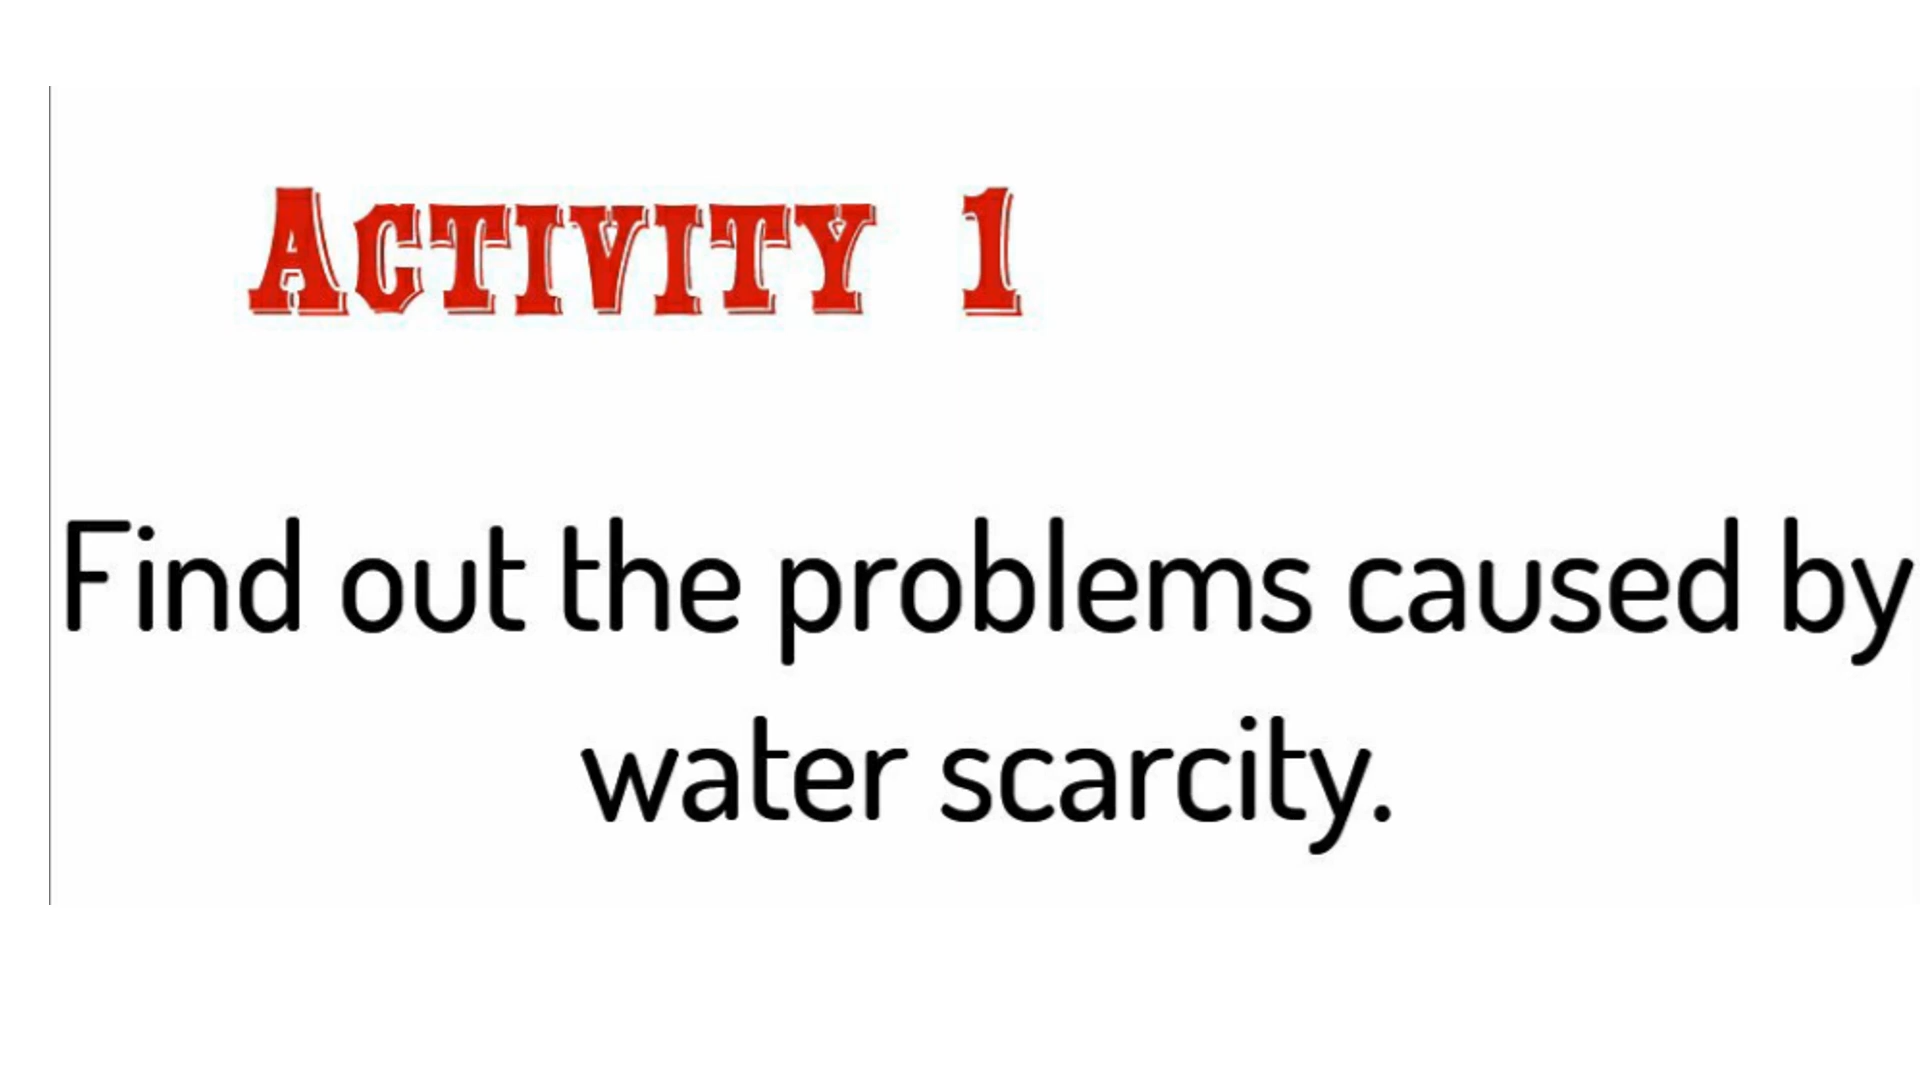 ACTIVITY 1
Find out the problems caused by
water scarcity.